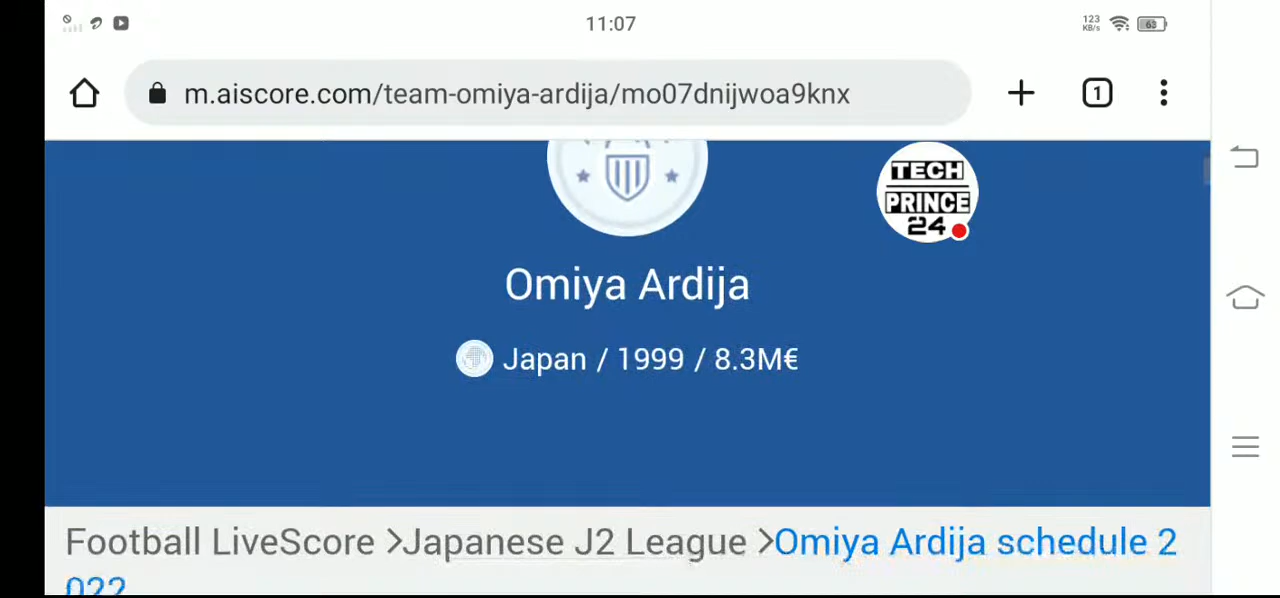 11:07
123
KB/s
63
m.aiscore.com/team-omiya-ardija/mo07dnijwoa9knx
1
TECH
PRINCE
24
Omiya Ardija
Japan / 1999 / 8.3M€
Football LiveScore >Japanese J2 League >Omiya Ardija schedule 2
022